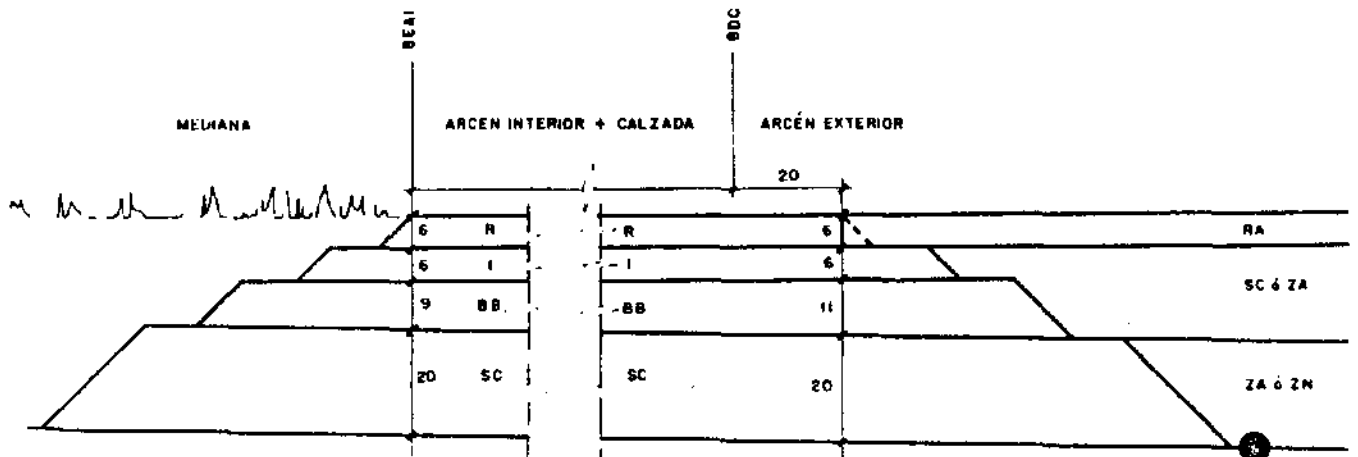 BEAI
BDC
MEDIANA
ARCEN INTERIOR + CALZADA
ARCÉN EXTERIOR
20
6 R R 6 RA
6 I I 6
SC ó ZA
9 BB BB 11
20 SC SC 20
ZA ó ZN